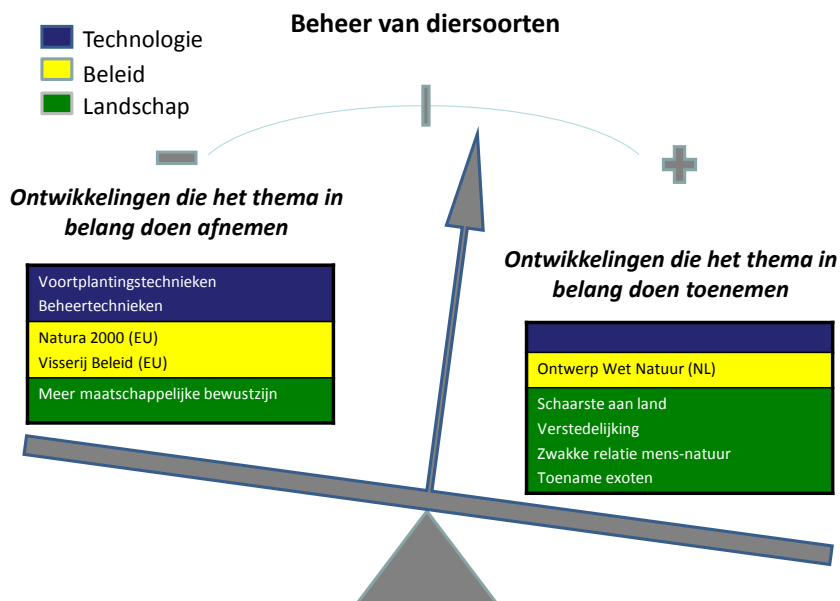 Beheer van diersoorten
Technologie
Beleid
Landschap
Ontwikkelingen die het thema in
belang doen afnemen
Voortplantingstechnieken
Beheertechnieken
Natura 2000 (EU)
Visserij Beleid (EU)
Meer maatschappelijke bewustzijn
Ontwikkelingen die het thema in
belang doen toenemen
Ontwerp Wet Natuur (NL)
Schaarste aan land
Verstedelijking
Zwakke relatie mens-natuur
Toename exoten